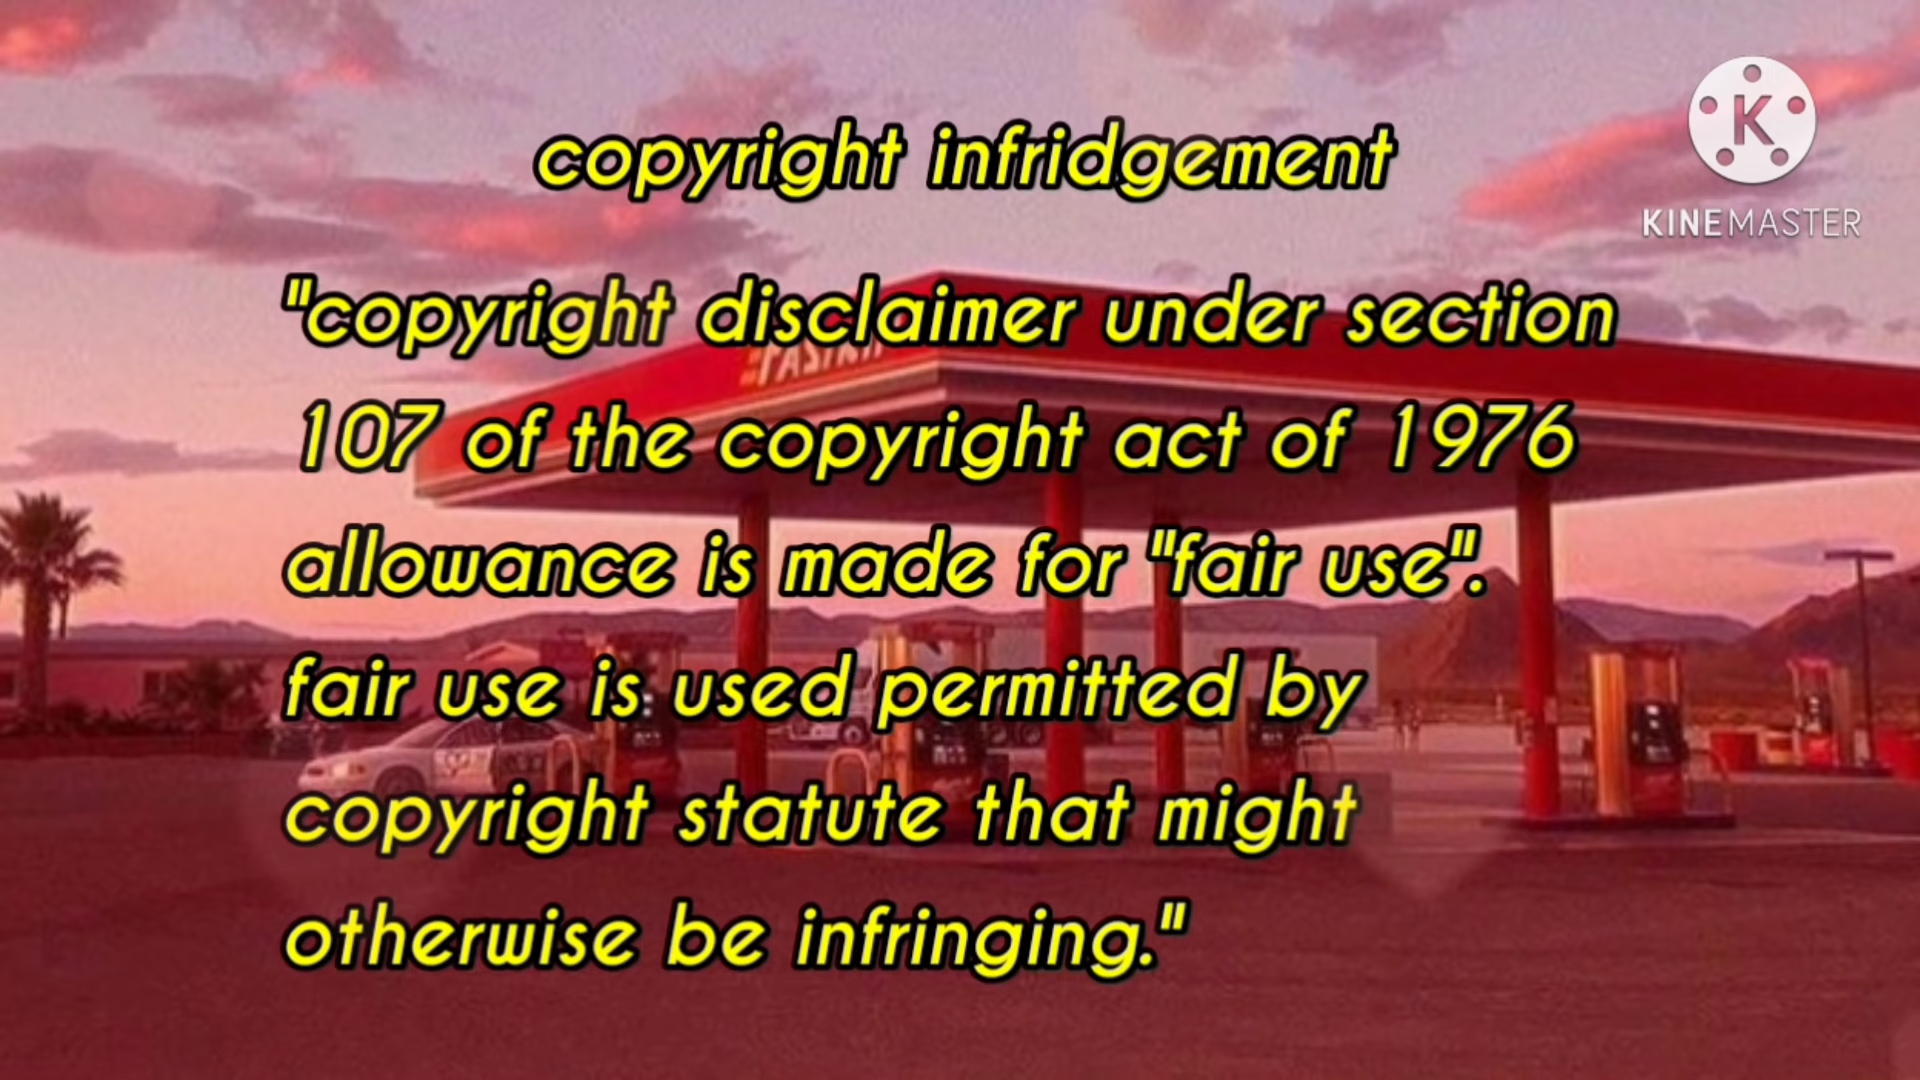 copyright infridgement
KINEMASTER
"copyright disclaimer under section
107 of the copyright act of 1976
allowance is made for "fair use".
fair use is used permitted by
copyright statute that might
otherwise be infringing."